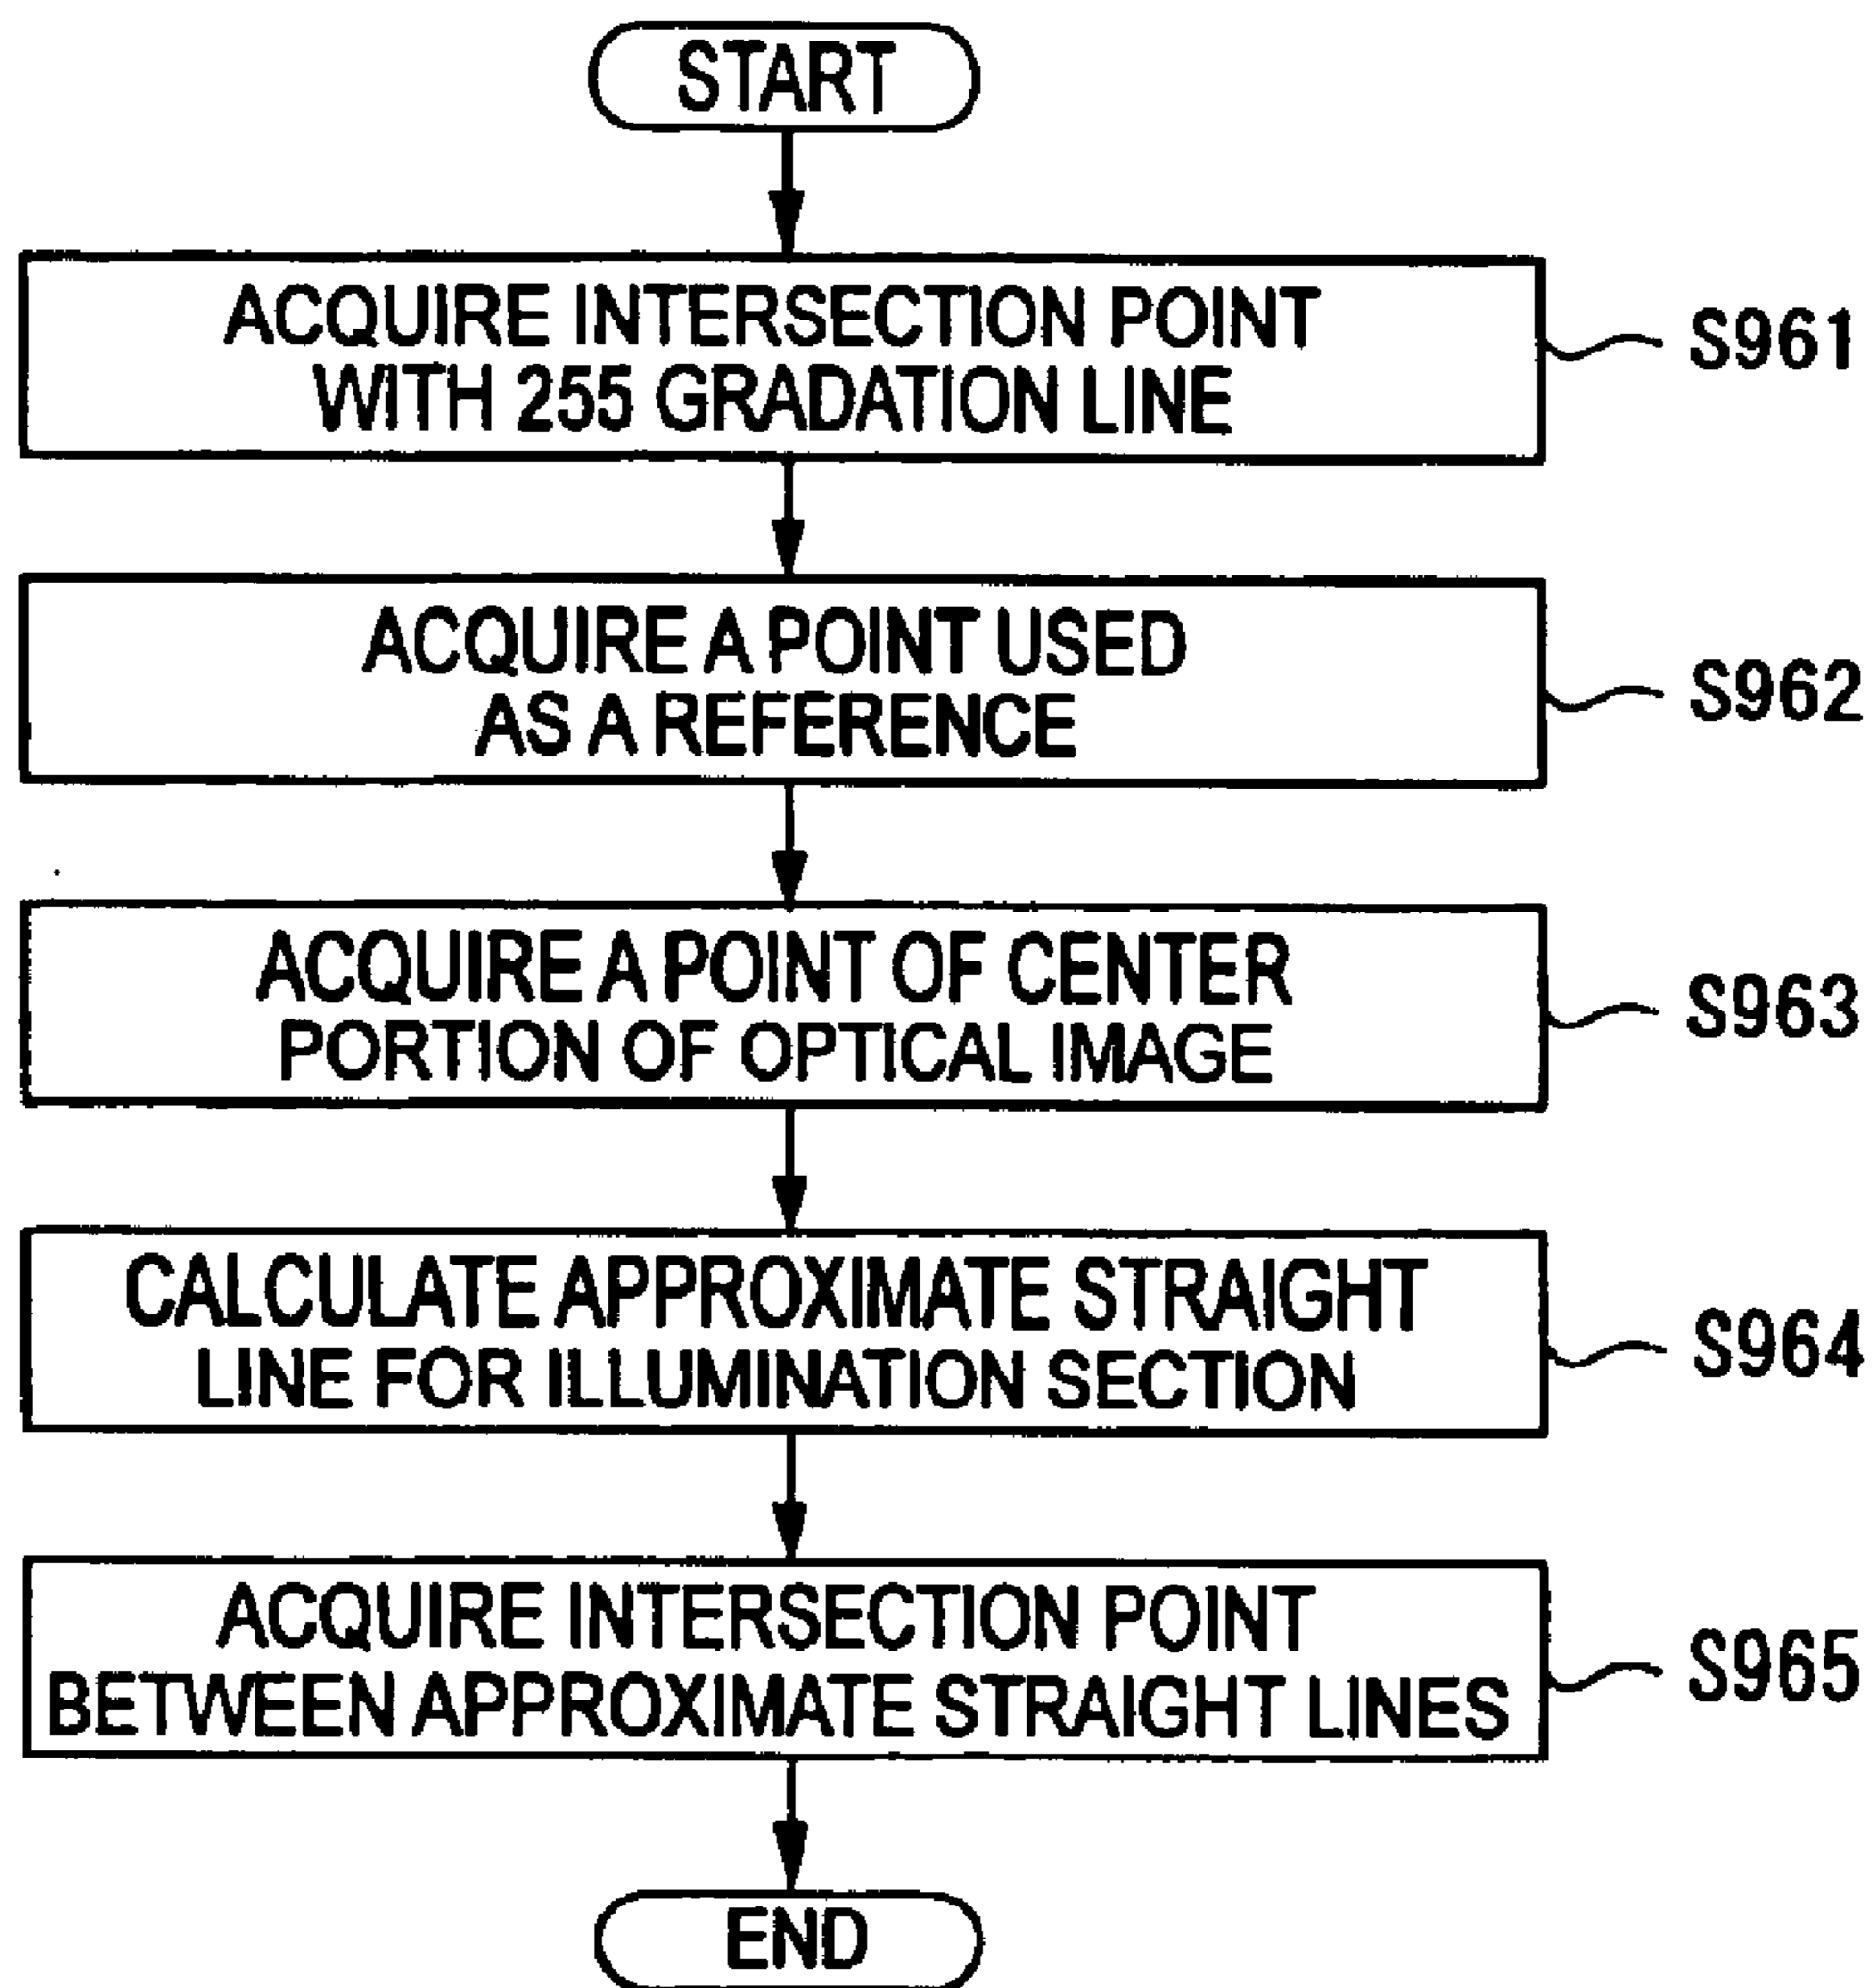 START
ACQUIRE INTERSECTION POINT
WITH 255 GRADATION LINE
S961
ACQUIRE A POINT USED
AS A REFERENCE
S962
ACQUIRE A POINT OF CENTER
PORTION OF OPTICAL IMAGE
S963
CALCULATE APPROXIMATE STRAIGHT
LINE FOR ILLUMINATION SECTION
S964
ACQUIRE INTERSECTION POINT
BETWEEN APPROXIMATE STRAIGHT LINES
S965
END